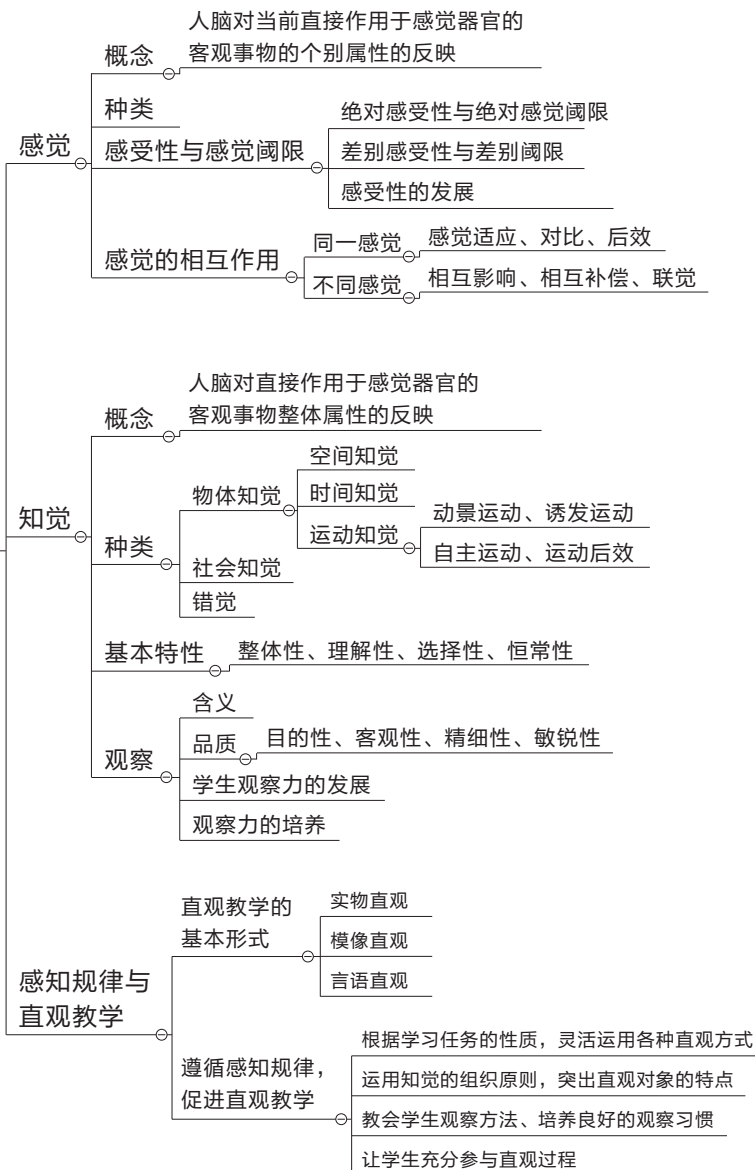 感觉
概念
人脑对当前直接作用于感觉器官的
客观事物的个别属性的反映
种类
感受性与感觉阈限
绝对感受性与绝对感觉阈限
差别感受性与差别阈限
感受性的发展
感觉的相互作用
同一感觉
感觉适应、对比、后效
不同感觉
相互影响、相互补偿、联觉
知觉
概念
人脑对直接作用于感觉器官的
客观事物整体属性的反映
种类
物体知觉
空间知觉
时间知觉
运动知觉
动景运动、诱发运动
自主运动、运动后效
社会知觉
错觉
基本特性
整体性、理解性、选择性、恒常性
观察
含义
品质
目的性、客观性、精细性、敏锐性
学生观察力的发展
观察力的培养
感知规律与
直观教学
直观教学的
基本形式
实物直观
模像直观
言语直观
遵循感知规律，
促进直观教学
根据学习任务的性质，灵活运用各种直观方式
运用知觉的组织原则，突出直观对象的特点
教会学生观察方法、培养良好的观察习惯
让学生充分参与直观过程